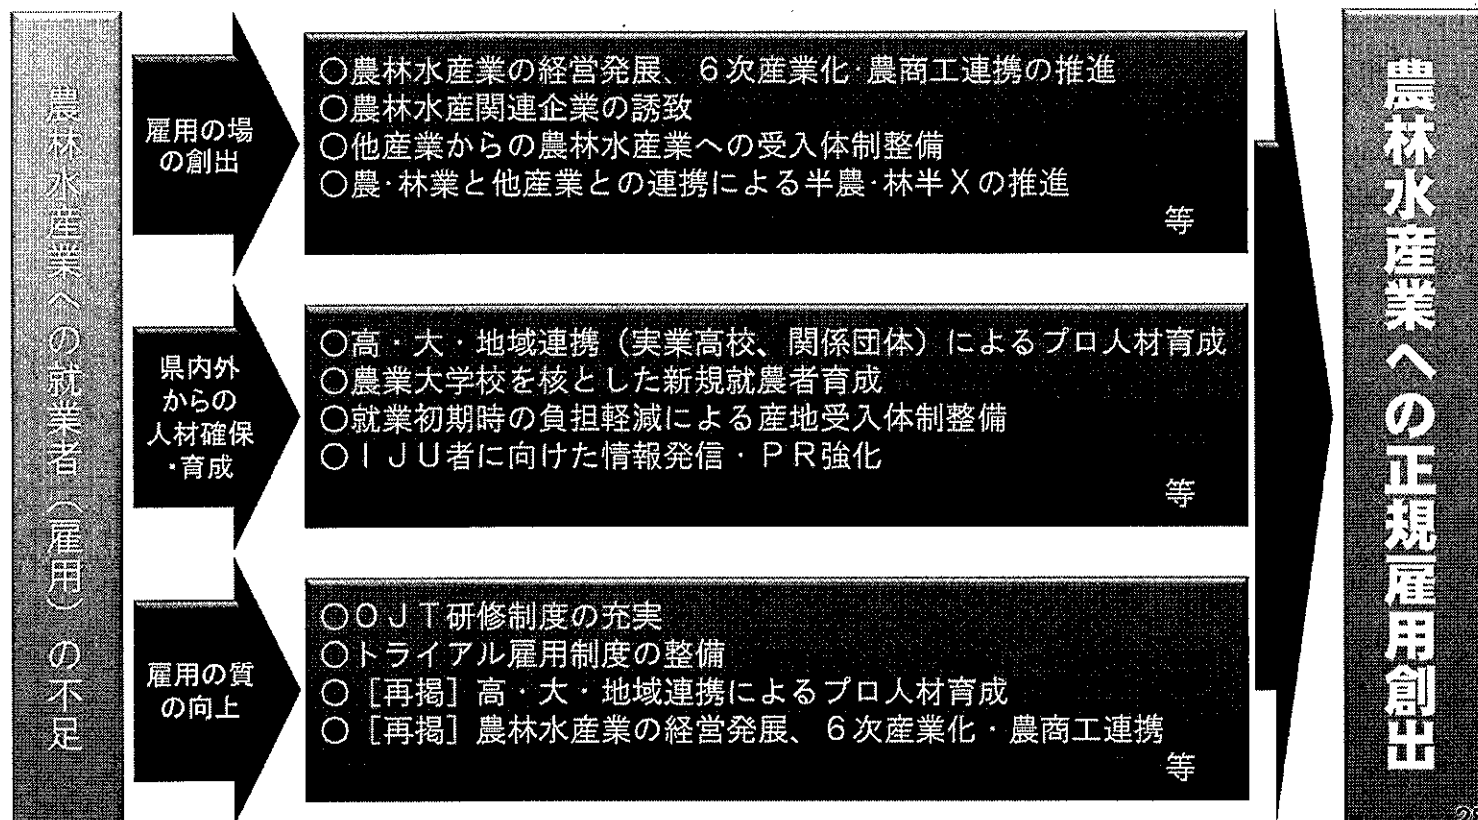 農林水産業への就業者（雇用）の不足
雇用の場
の創出
○農林水産業の経営発展、６次産業化・農商工連携の推進
○農林水産関連企業の誘致
○他産業からの農林水産業への受入体制整備
○農・林業と他産業との連携による半農・林半Ｘの推進
等
県内外
からの
人材確保
・育成
○高・大・地域連携（実業高校、関係団体）によるプロ人材育成
○農業大学校を核とした新規就農者育成
○就業初期時の負担軽減による産地受入体制整備
○ＩＪＵ者に向けた情報発信・ＰＲ強化
等
雇用の質
の向上
○ＯＪＴ研修制度の充実
○トライアル雇用制度の整備
○［再掲］高・大・地域連携によるプロ人材育成
○［再掲］農林水産業の経営発展、６次産業化・農商工連携
等
農林水産業への正規雇用創出